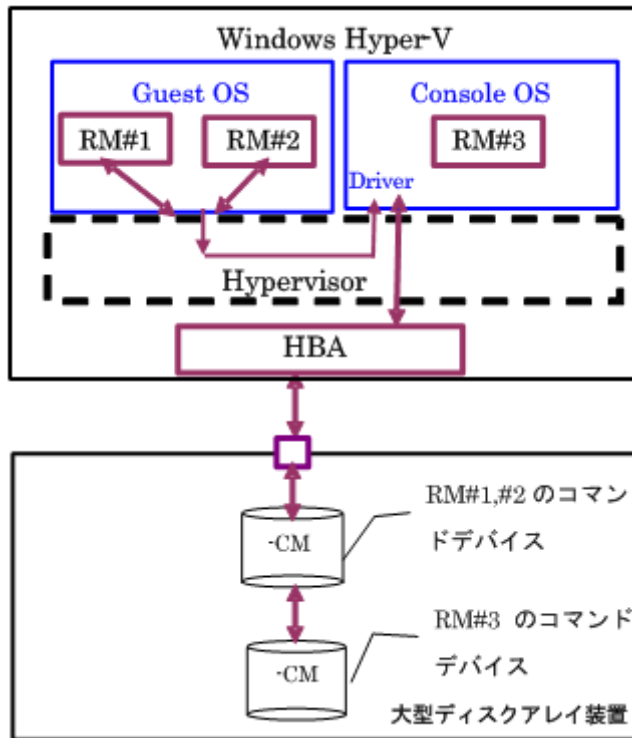 Windows Hyper-V
Guest OS
Console OS
RM#1
RM#2
RM#3
Driver
Hypervisor
HBA
-CM
RM#1,#2 のコマン
ドデバイス
-CM
RM#3 のコマンド
デバイス
大型ディスクアレイ装置